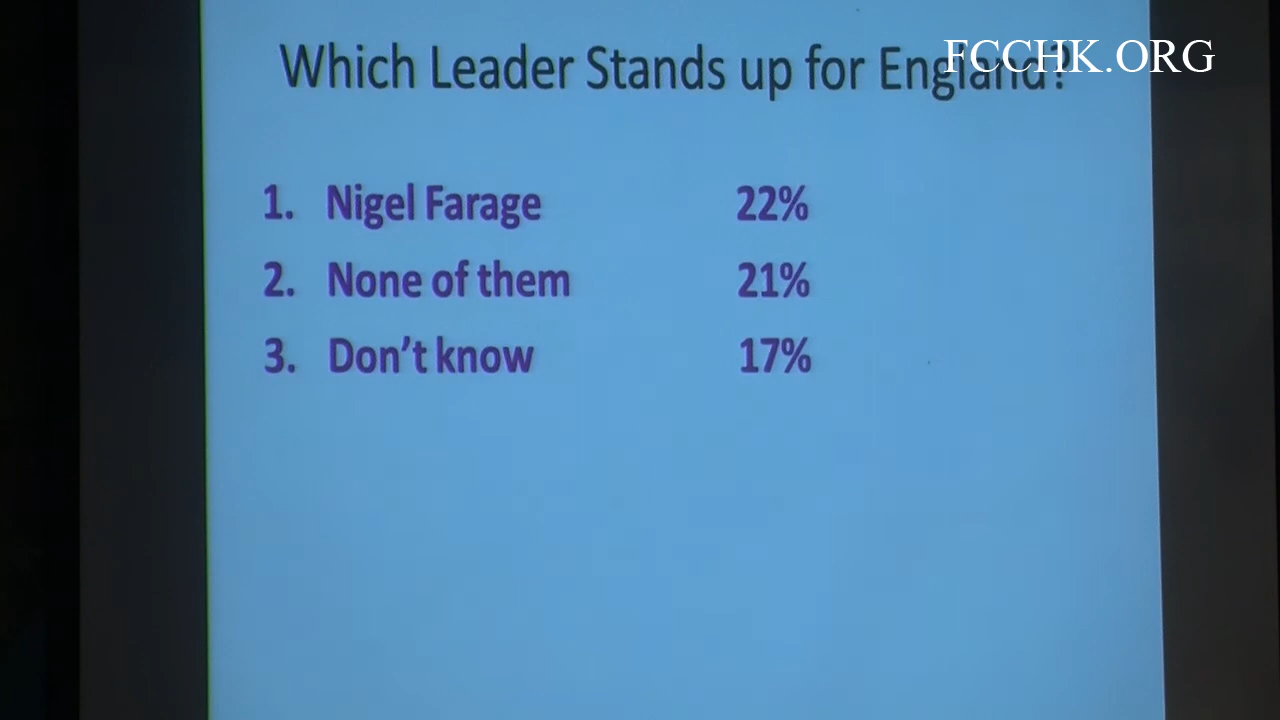 Which Leader Stands up for England?
FCCHK.ORG
1. Nigel Farage 22%
2. None of them 21%
3. Don't know 17%